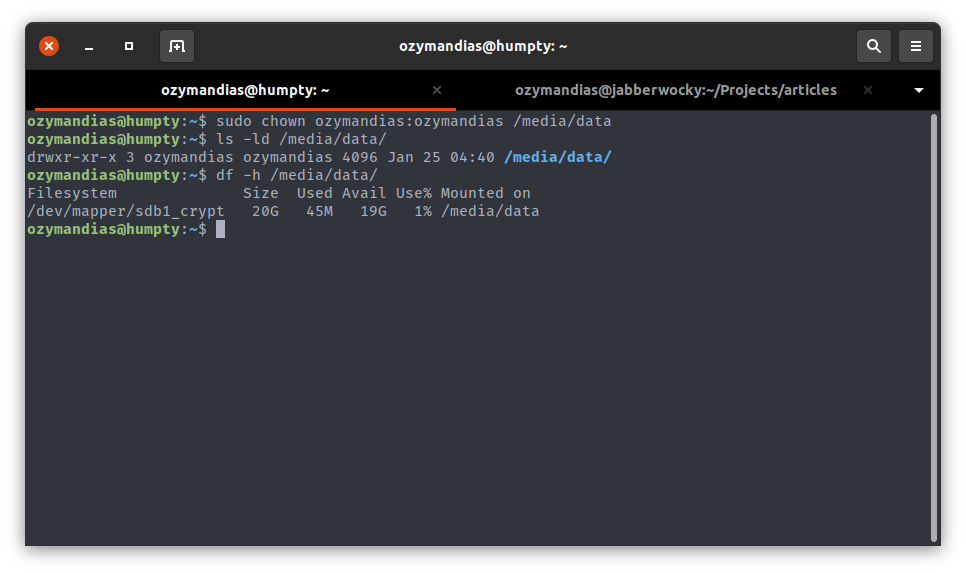 ozymandias@humpty: ~
ozymandias@humpty: ~
ozymandias@jabberwocky:~/Projects/articles
ozymandias@humpty:~$ sudo chown ozymandias:ozymandias /media/data
ozymandias@humpty:~$ ls -ld /media/data/
drwxr-xr-x 3 ozymandias ozymandias 4096 Jan 25 04:40 /media/data/
ozymandias@humpty:~$ df -h /media/data/
Filesystem              Size  Used Avail Use% Mounted on
/dev/mapper/sdb1_crypt   20G   45M   19G   1% /media/data
ozymandias@humpty:~$